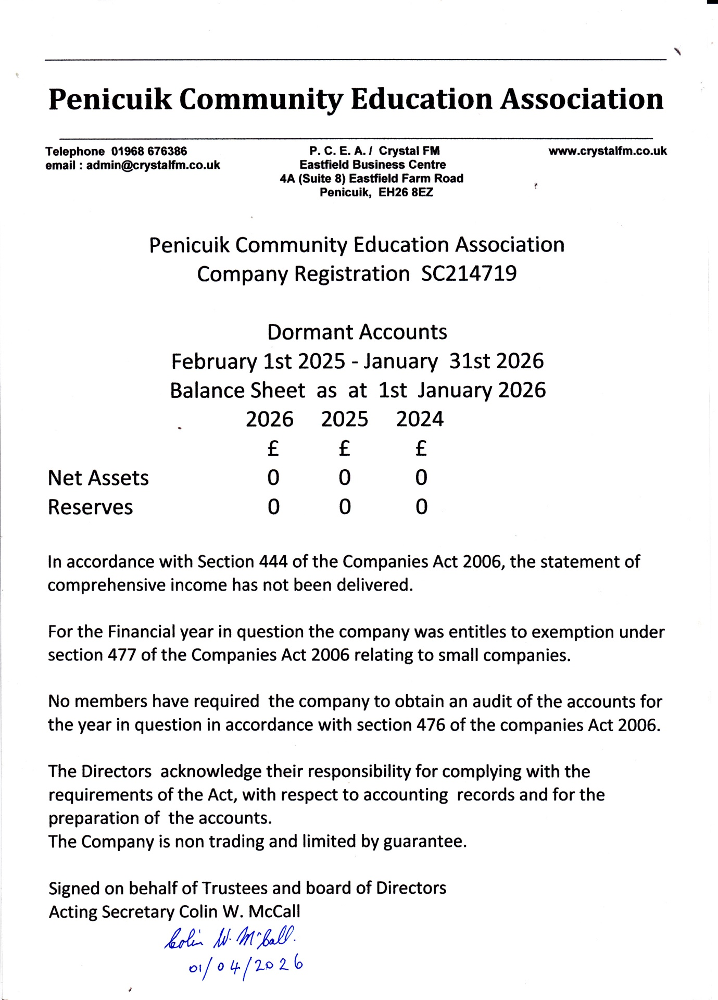 Penicuik Community Education Association
Telephone 01968 676386
email : admin@crystalfm.co.uk
P. C. E. A. / Crystal FM
Eastfield Business Centre
4A (Suite 8) Eastfield Farm Road
Penicuik, EH26 8EZ
www.crystalfm.co.uk
Penicuik Community Education Association
Company Registration SC214719
Dormant Accounts
February 1st 2025 - January 31st 2026
Balance Sheet as at 1st January 2026
2026 2025 2024
£ £ £
Net Assets 0 0 0
Reserves 0 0 0
In accordance with Section 444 of the Companies Act 2006, the statement of
comprehensive income has not been delivered.
For the Financial year in question the company was entitles to exemption under
section 477 of the Companies Act 2006 relating to small companies.
No members have required the company to obtain an audit of the accounts for
the year in question in accordance with section 476 of the companies Act 2006.
The Directors acknowledge their responsibility for complying with the
requirements of the Act, with respect to accounting records and for the
preparation of the accounts.
The Company is non trading and limited by guarantee.
Signed on behalf of Trustees and board of Directors
Acting Secretary Colin W. McCall
Colin W. McCall.
01/04/2026